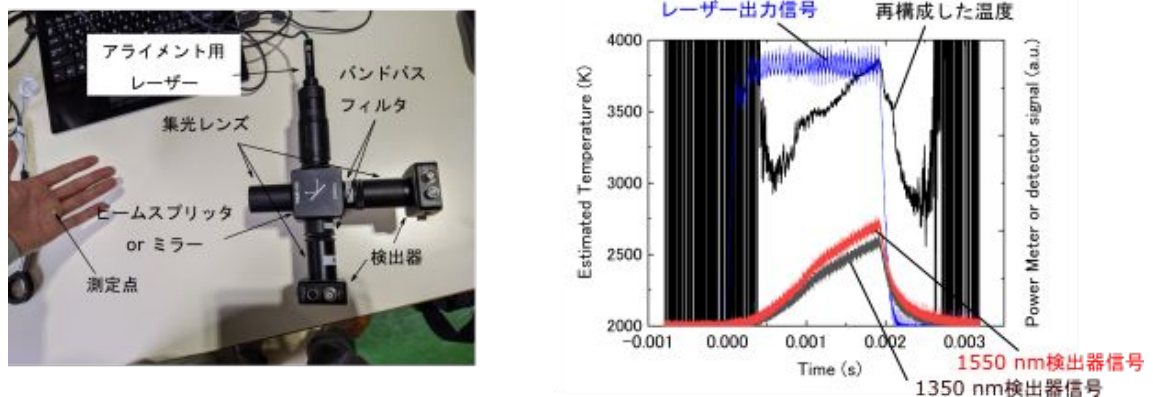 アライメント用
レーザー
バンドパス
フィルタ
集光レンズ
ビームスプリッタ
or ミラー
検出器
測定点
レーザー出力信号
再構成した温度
4000
3500
3000
2500
2000
Estimated Temperature (K)
Power Meter or detector signal (a.u.)
-0.001
0.000
0.001
0.002
0.003
Time (s)
1550 nm検出器信号
1350 nm検出器信号